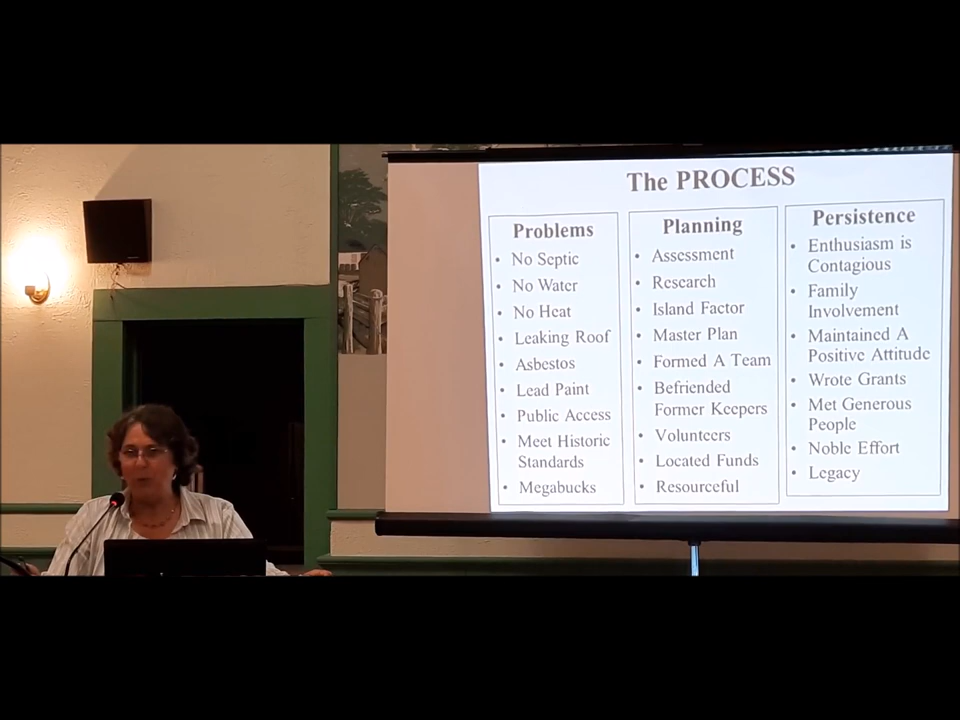 The PROCESS
Problems
• No Septic
• No Water
• No Heat
• Leaking Roof
• Asbestos
• Lead Paint
• Public Access
• Meet Historic
Standards
• Megabucks
Planning
• Assessment
• Research
• Island Factor
• Master Plan
• Formed A Team
• Befriended
Former Keepers
• Volunteers
• Located Funds
• Resourceful
Persistence
• Enthusiasm is
Contagious
• Family
Involvement
• Maintained A
Positive Attitude
• Wrote Grants
• Met Generous
People
• Noble Effort
• Legacy